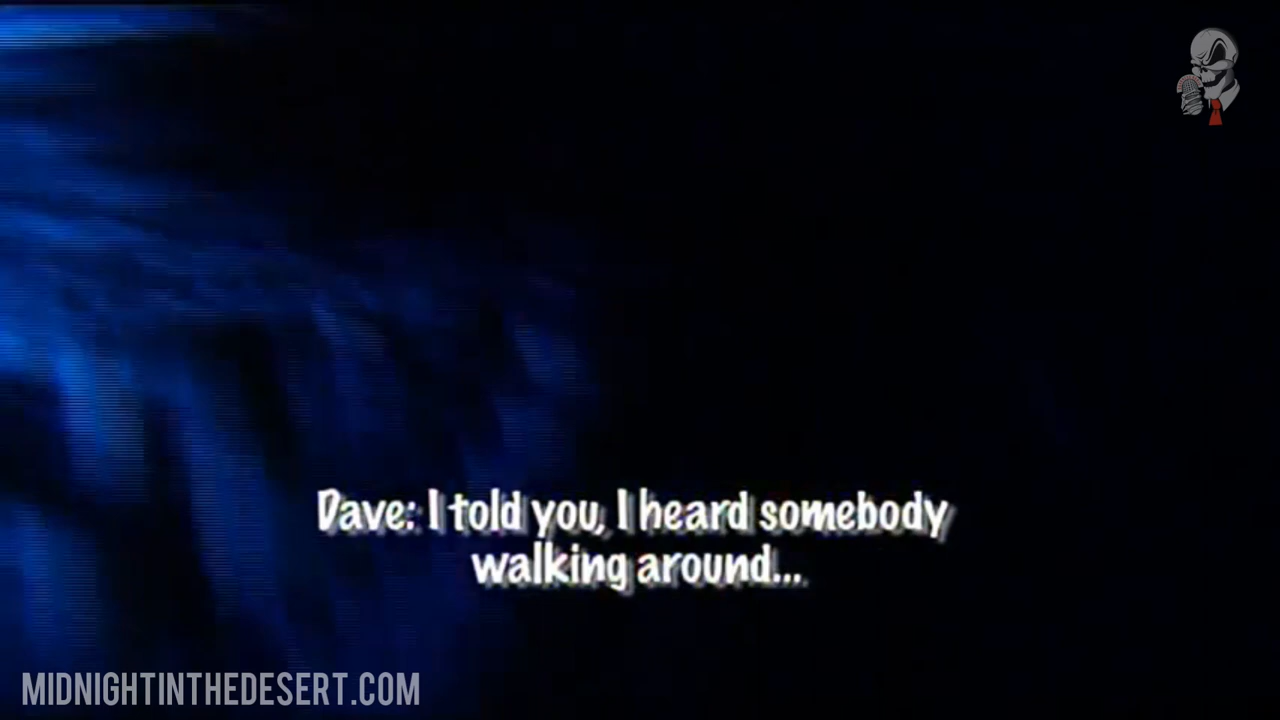 Dave: I told you, I heard somebody
walking around...
MIDNIGHTINTHEDESERT.COM